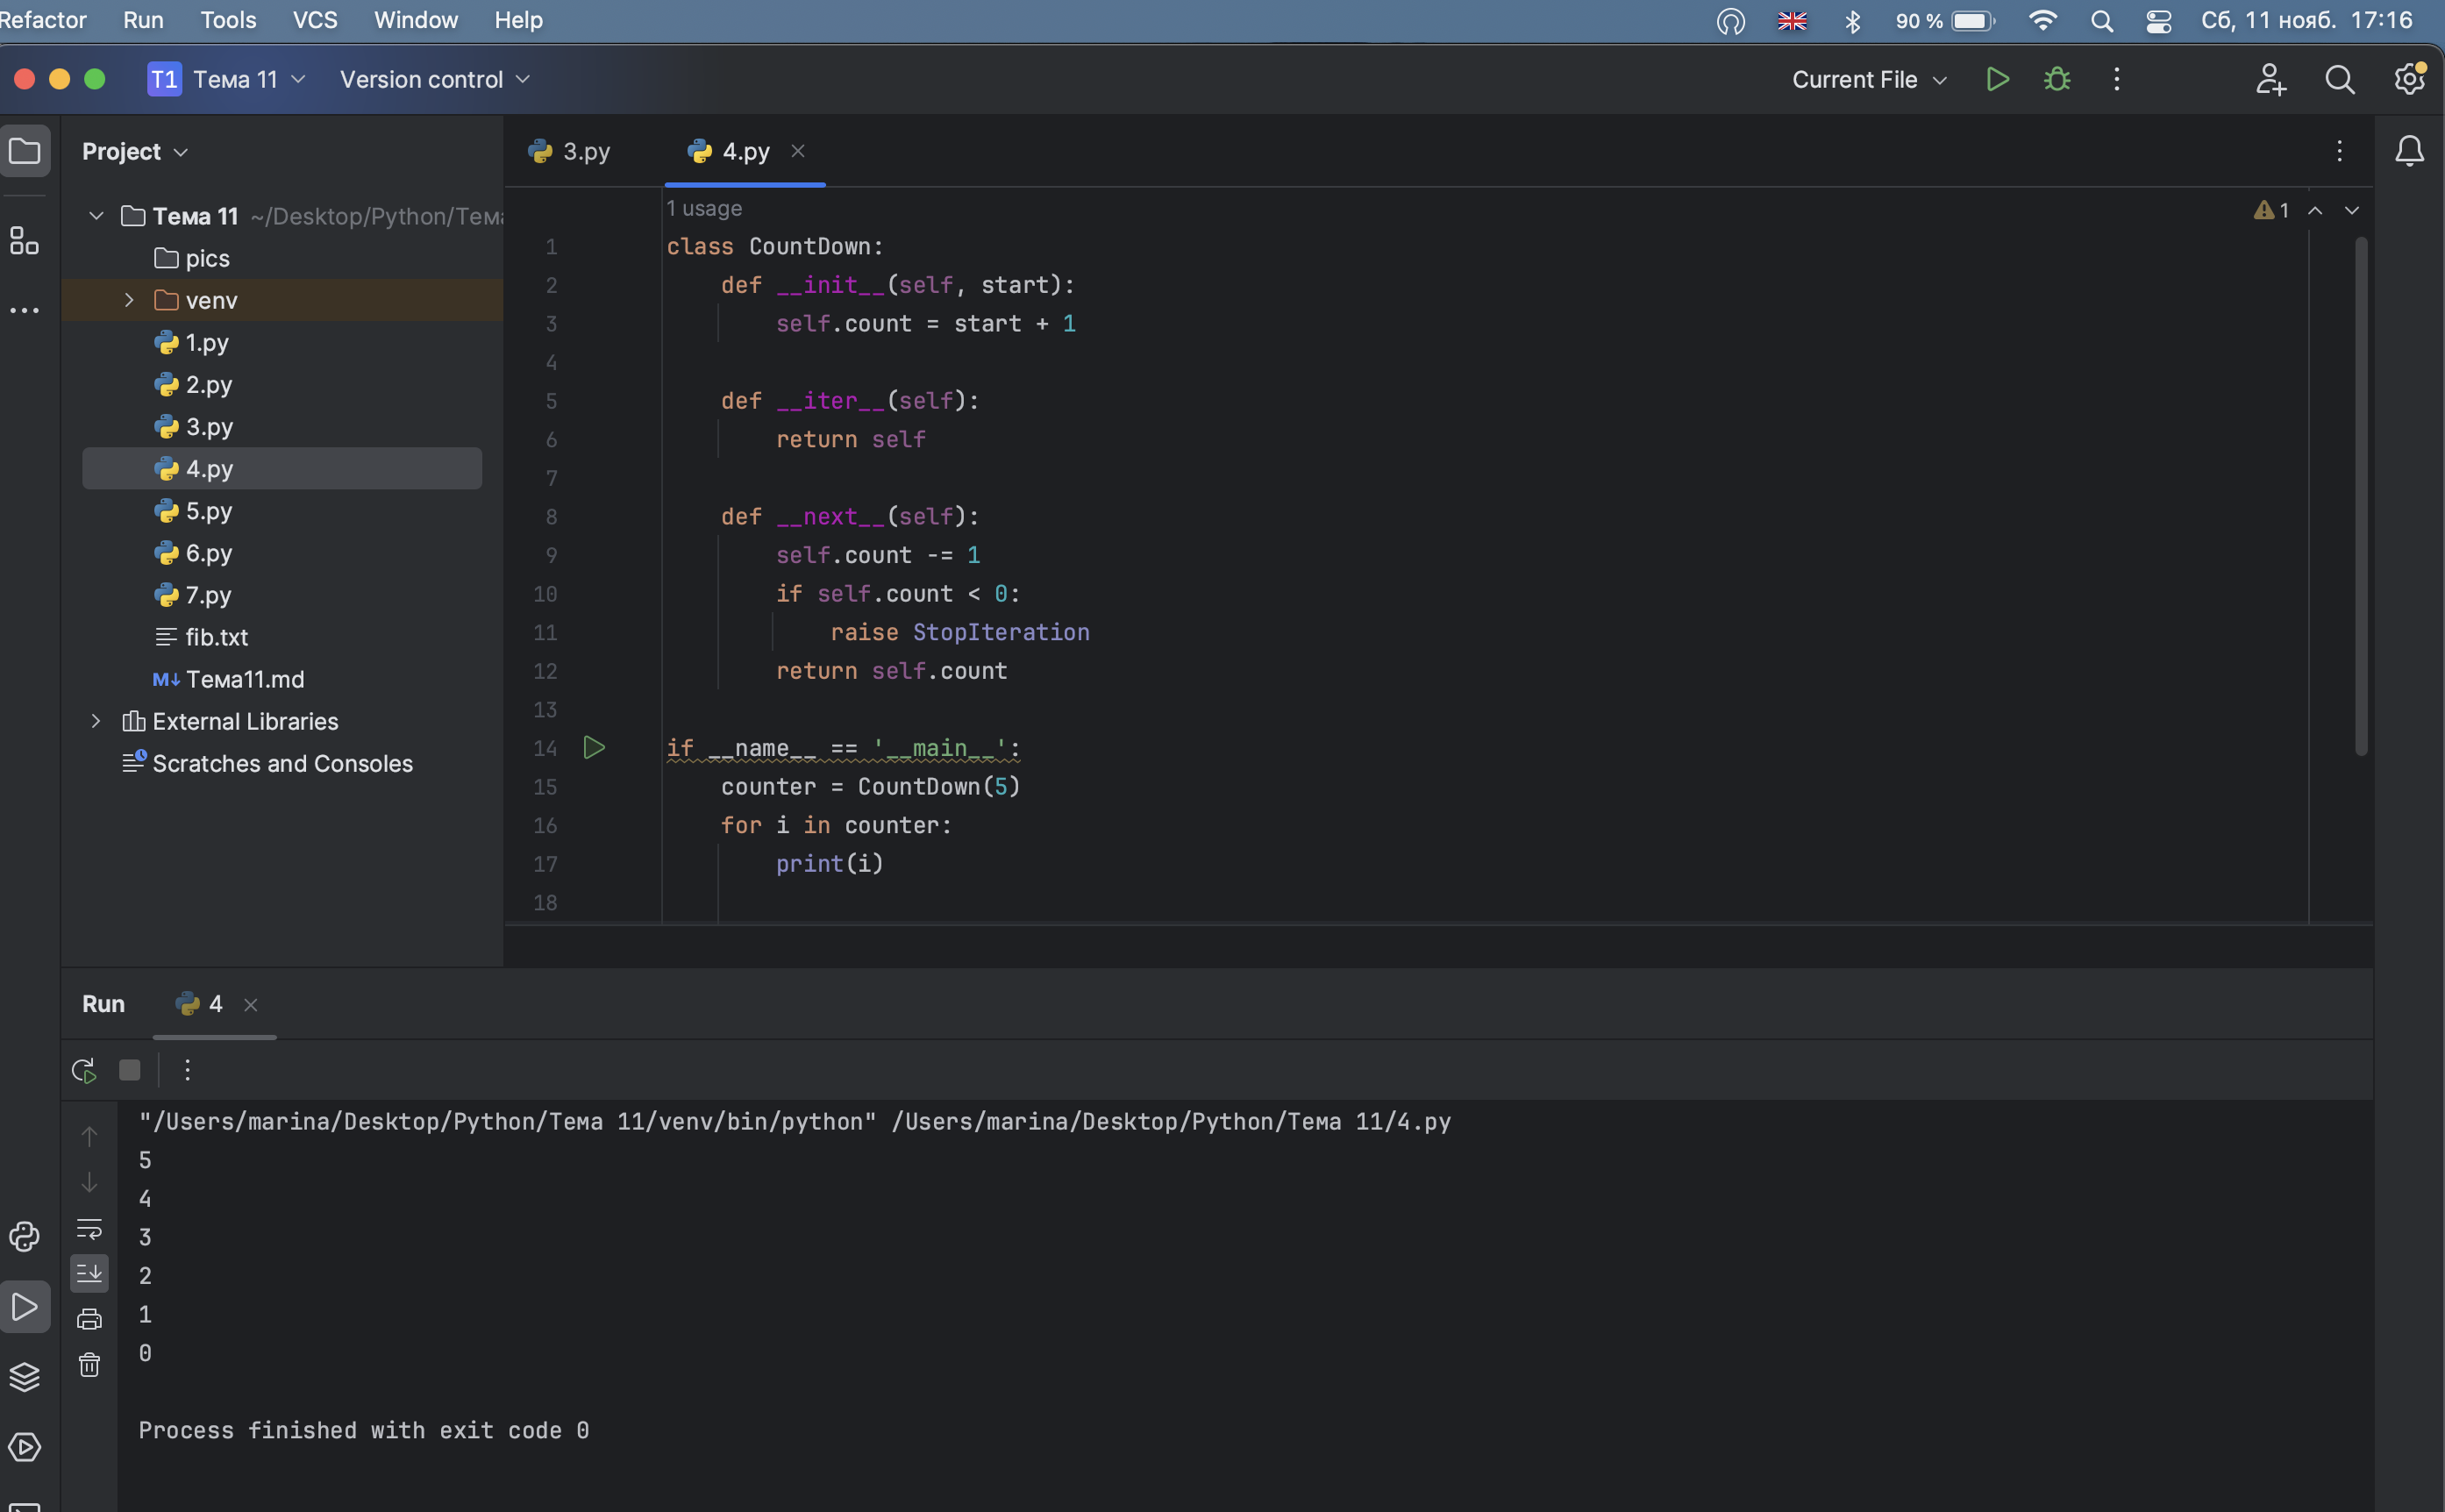 Refactor Run Tools VCS Window Help 90 % Сб, 11 нояб. 17:16
T1 Тема 11 Version control Current File
Project 3.py 4.py
Тема 11 ~/Desktop/Python/Тема
pics
venv
1.py
2.py
3.py
4.py
5.py
6.py
7.py
fib.txt
M↓ Тема11.md
External Libraries
Scratches and Consoles
1 usage 1
1 class CountDown:
2 def __init__(self, start):
3 self.count = start + 1
4
5 def __iter__(self):
6 return self
7
8 def __next__(self):
9 self.count -= 1
10 if self.count < 0:
11 raise StopIteration
12 return self.count
13
14 if __name__ == '__main__':
15 counter = CountDown(5)
16 for i in counter:
17 print(i)
18
Run 4
"/Users/marina/Desktop/Python/Тема 11/venv/bin/python" /Users/marina/Desktop/Python/Тема 11/4.py
5
4
3
2
1
0
Process finished with exit code 0